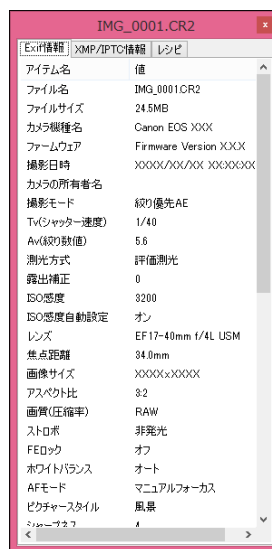 IMG_0001.CR2
Exif情報 XMP/IPTC情報 レシピ
アイテム名 値
ファイル名 IMG_0001.CR2
ファイルサイズ 24.5MB
カメラ機種名 Canon EOS XXX
ファームウェア Firmware Version X.X.X
撮影日時 XXXX/XX/XX XX:XX:XX
カメラの所有者名
撮影モード 絞り優先AE
Tv(シャッター速度) 1/40
Av(絞り数値) 5.6
測光方式 評価測光
露出補正 0
ISO感度 3200
ISO感度自動設定 オン
レンズ EF17-40mm f/4L USM
焦点距離 34.0mm
画像サイズ XXXXxXXXX
アスペクト比 3:2
画質(圧縮率) RAW
ストロボ 非発光
FEロック オフ
ホワイトバランス オート
AFモード マニュアルフォーカス
ピクチャースタイル 風景
シャープネス 4